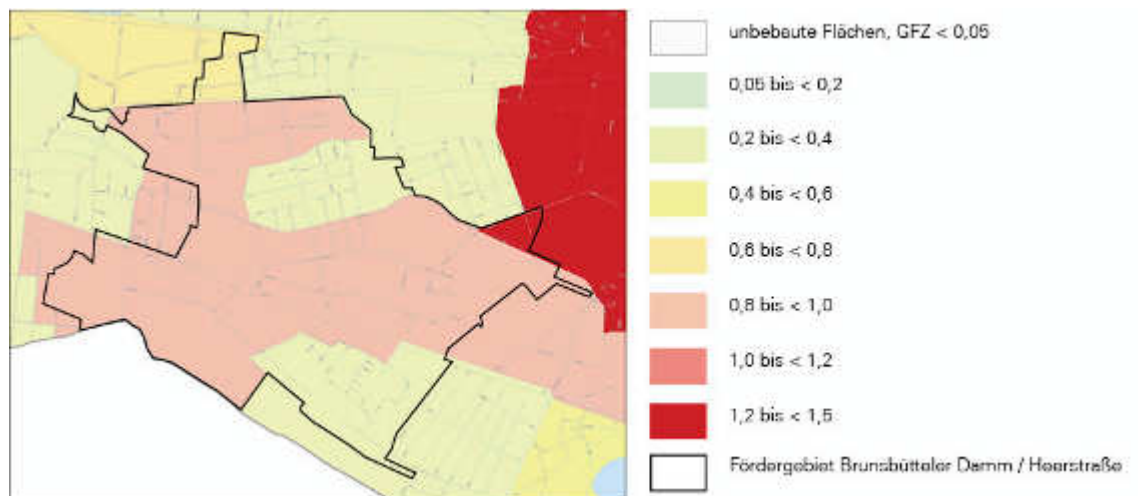 unbebaute Flächen, GFZ < 0,05
0,05 bis < 0,2
0,2 bis < 0,4
0,4 bis < 0,6
0,6 bis < 0,8
0,8 bis < 1,0
1,0 bis < 1,2
1,2 bis < 1,5
Fördergebiet Brunsbütteler Damm / Heerstraße